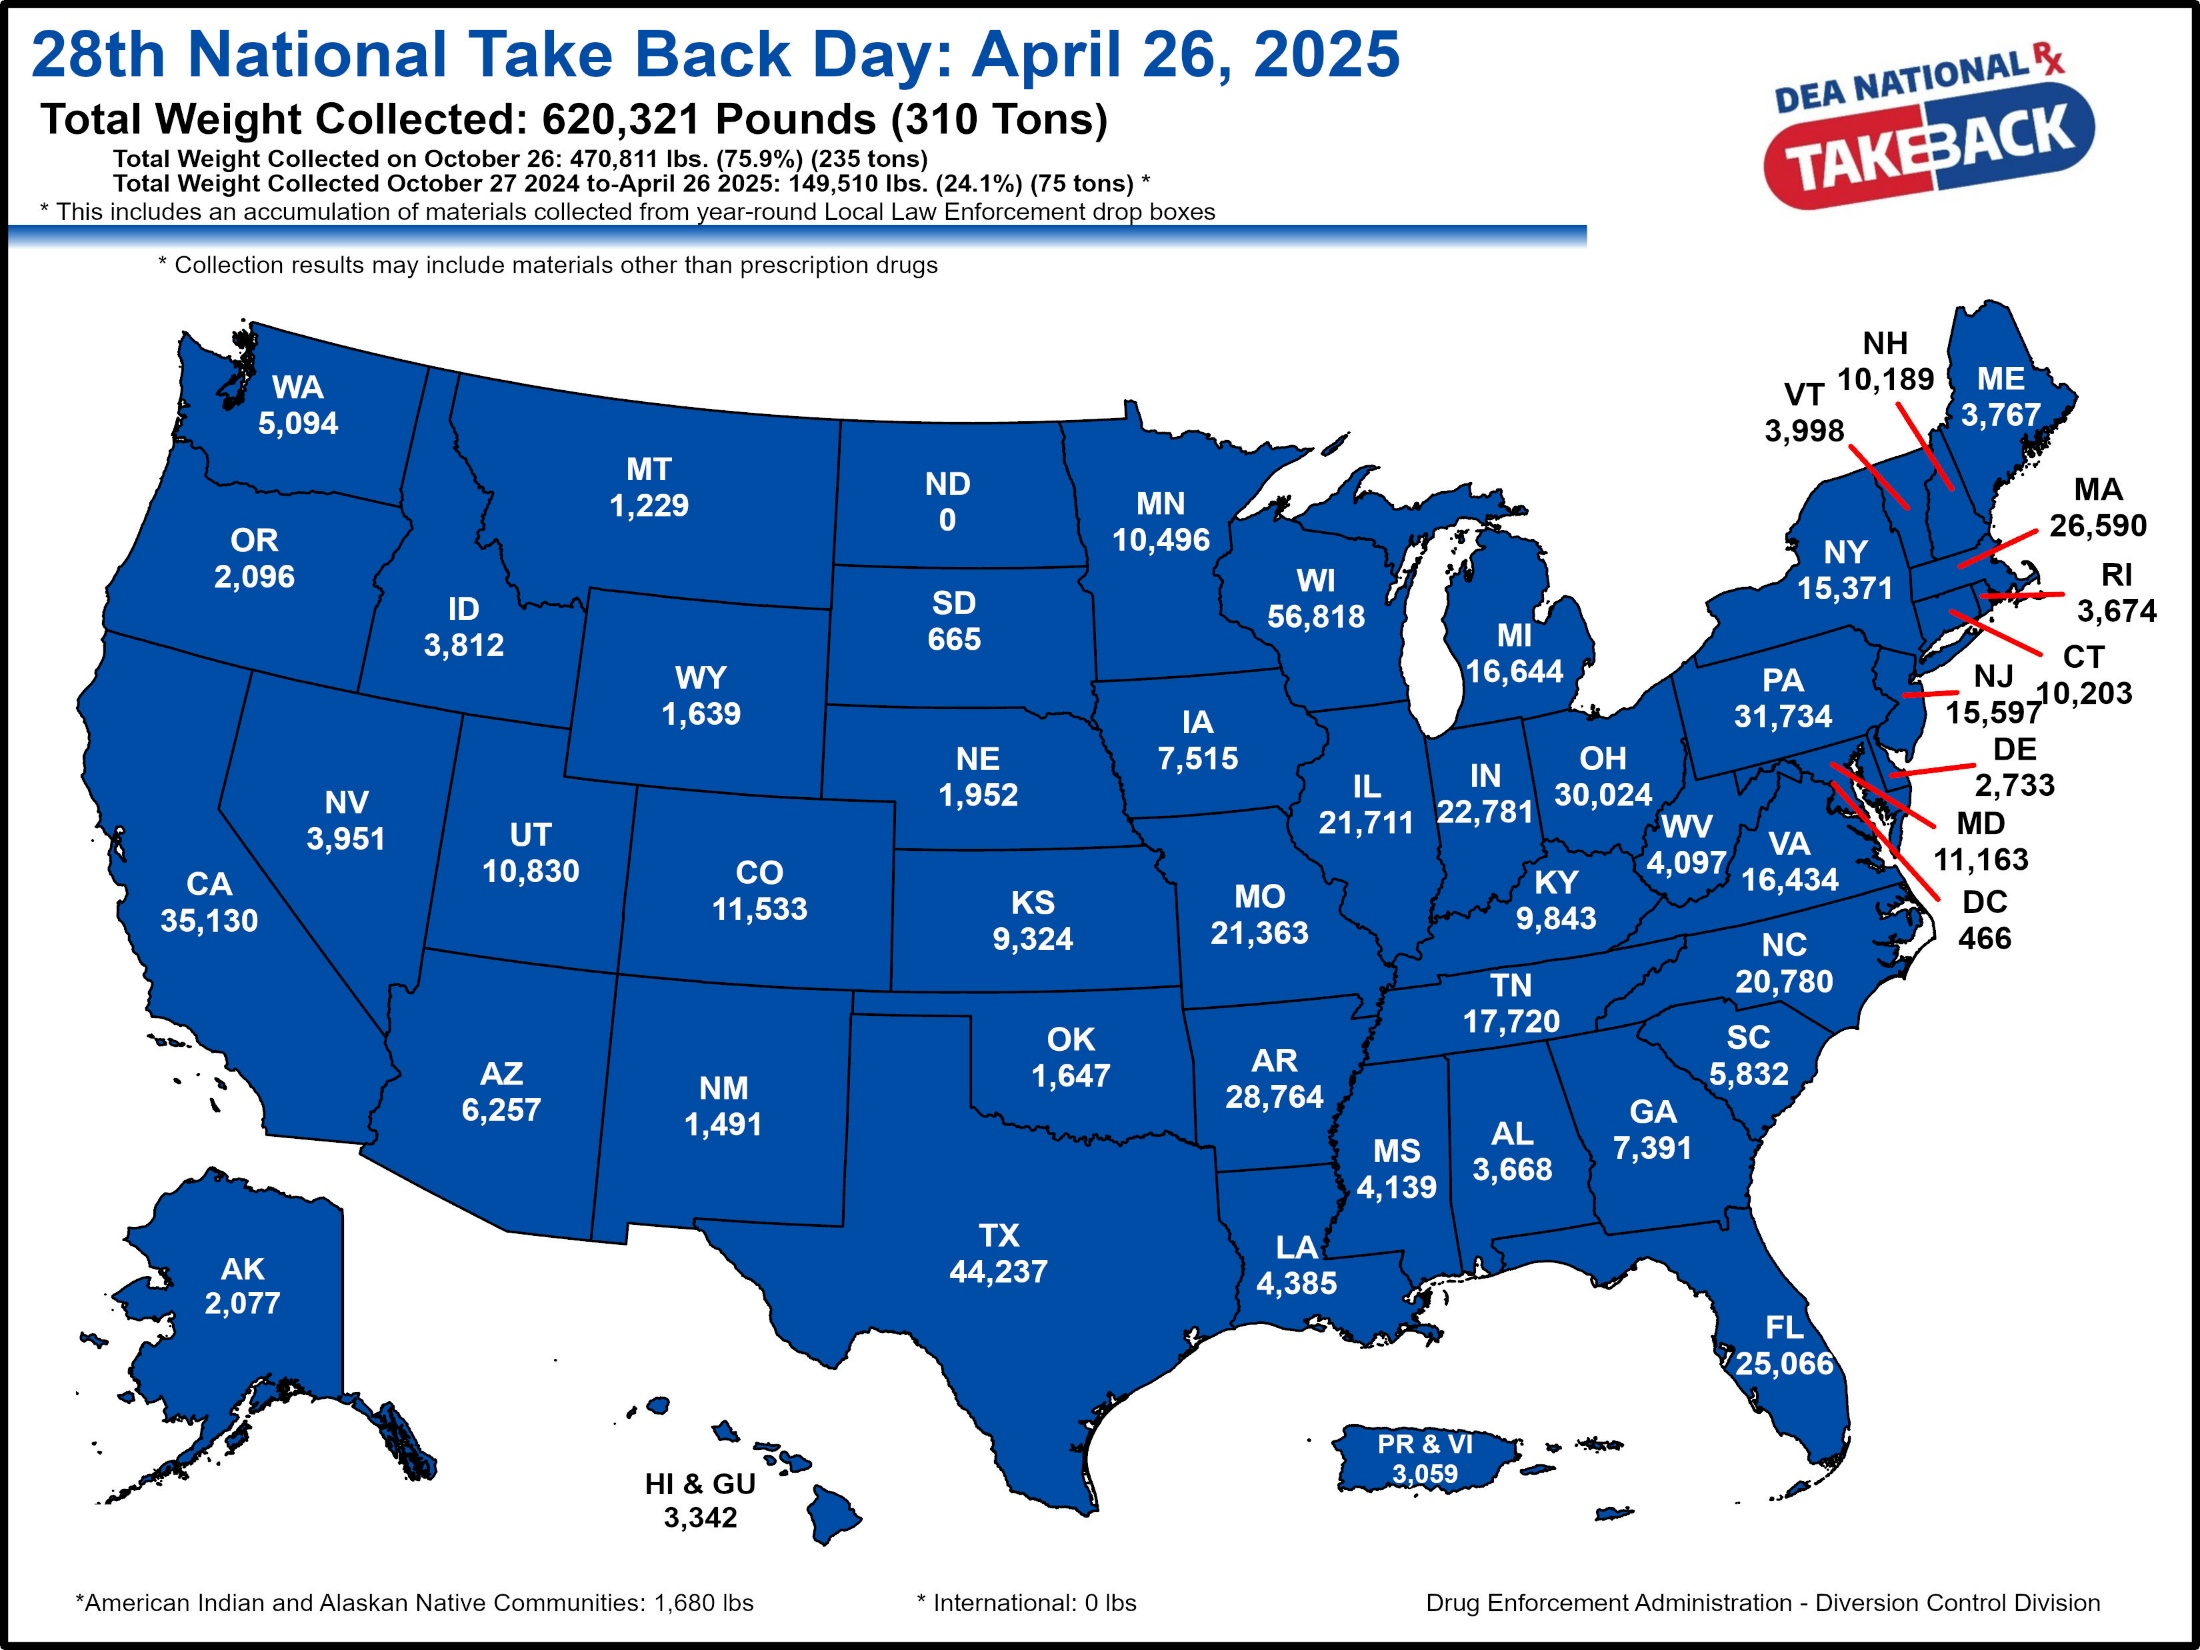 28th National Take Back Day: April 26, 2025
Total Weight Collected: 620,321 Pounds (310 Tons)
Total Weight Collected on October 26: 470,811 lbs. (75.9%) (235 tons)
Total Weight Collected October 27 2024 to-April 26 2025: 149,510 lbs. (24.1%) (75 tons) *
* This includes an accumulation of materials collected from year-round Local Law Enforcement drop boxes
* Collection results may include materials other than prescription drugs
DEA NATIONAL Rx
TAKEBACK
WA
5,094
OR
2,096
ID
3,812
MT
1,229
ND
0
MN
10,496
SD
665
WI
56,818
MI
16,644
NY
15,371
VT
3,998
NH
10,189
ME
3,767
MA
26,590
RI
3,674
CT
10,203
NJ
15,597
PA
31,734
DE
2,733
MD
11,163
DC
466
WY
1,639
NE
1,952
IA
7,515
IL
21,711
IN
22,781
OH
30,024
WV
4,097
VA
16,434
NV
3,951
UT
10,830
CO
11,533
CA
35,130
KS
9,324
MO
21,363
KY
9,843
NC
20,780
TN
17,720
SC
5,832
AZ
6,257
NM
1,491
OK
1,647
AR
28,764
MS
4,139
AL
3,668
GA
7,391
TX
44,237
LA
4,385
FL
25,066
AK
2,077
HI & GU
3,342
PR & VI
3,059
*American Indian and Alaskan Native Communities: 1,680 lbs
* International: 0 lbs
Drug Enforcement Administration - Diversion Control Division